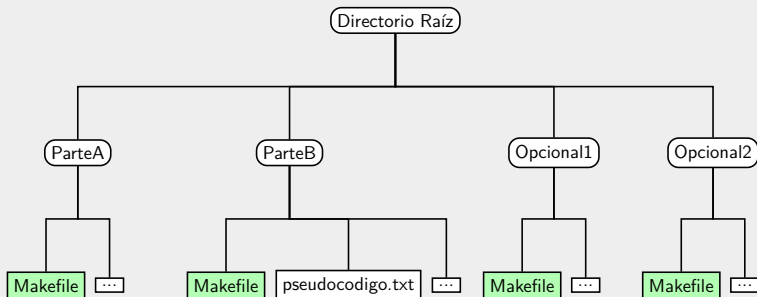 Directorio Raíz
ParteA
ParteB
Opcional1
Opcional2
Makefile
...
Makefile
pseudocodigo.txt
...
Makefile
...
Makefile
...